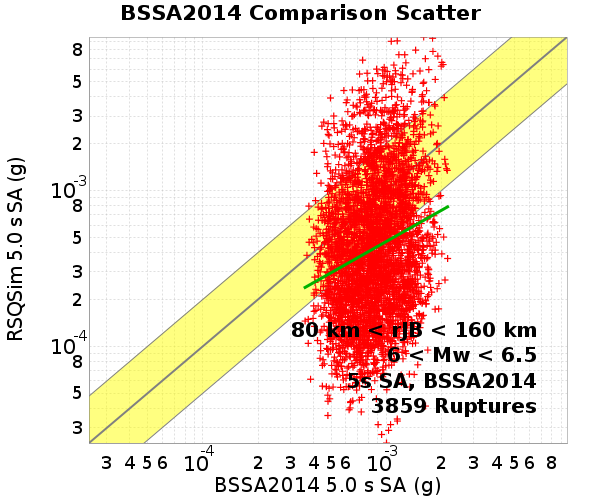 BSSA2014 Comparison Scatter
RSQSim 5.0 s SA (g)
8
5
3
2
10-3
8
5
3
2
10-4
8
5
3
80 km < rJB < 160 km
6 < Mw < 6.5
5s SA, BSSA2014
3859 Ruptures
3 4 5 6 10-4 2 3 4 5 6 10-3 2 3 4 5 6 8
BSSA2014 5.0 s SA (g)